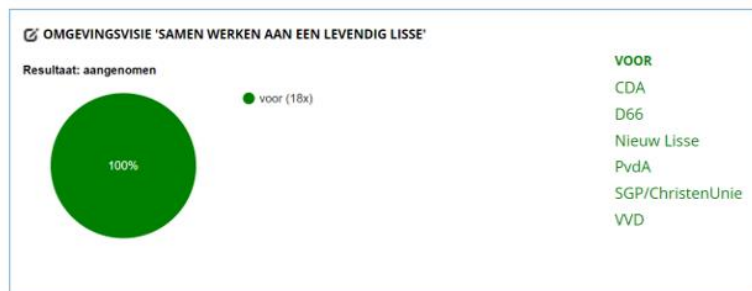 OMGEVINGSVISIE 'SAMEN WERKEN AAN EEN LEVENDIG LISSE'
Resultaat: aangenomen
100%
voor (18x)
VOOR
CDA
D66
Nieuw Lisse
PvdA
SGP/ChristenUnie
VVD